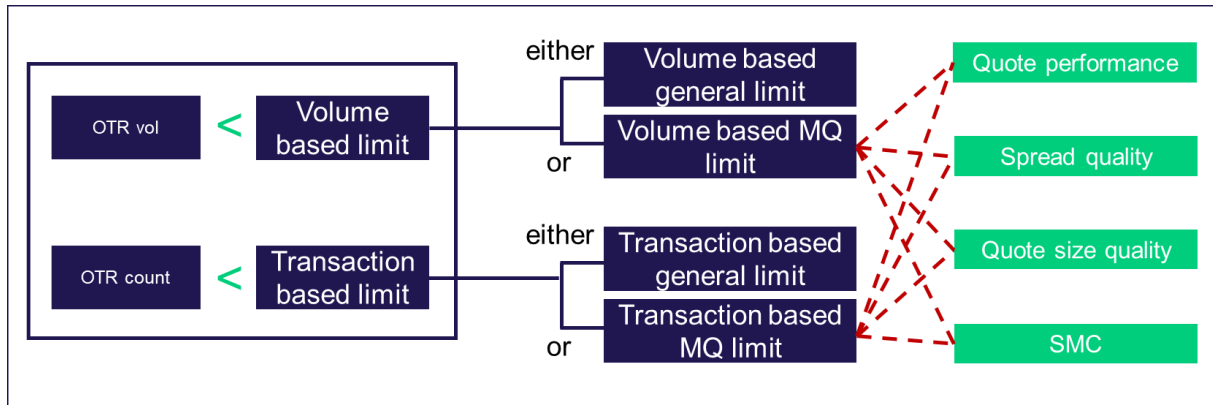 either
Volume based
general limit
Quote performance
OTR vol
<
Volume
based limit
Volume based MQ
limit
or
Spread quality
either
Transaction based
general limit
Quote size quality
OTR count
<
Transaction
based limit
Transaction based
MQ limit
or
SMC